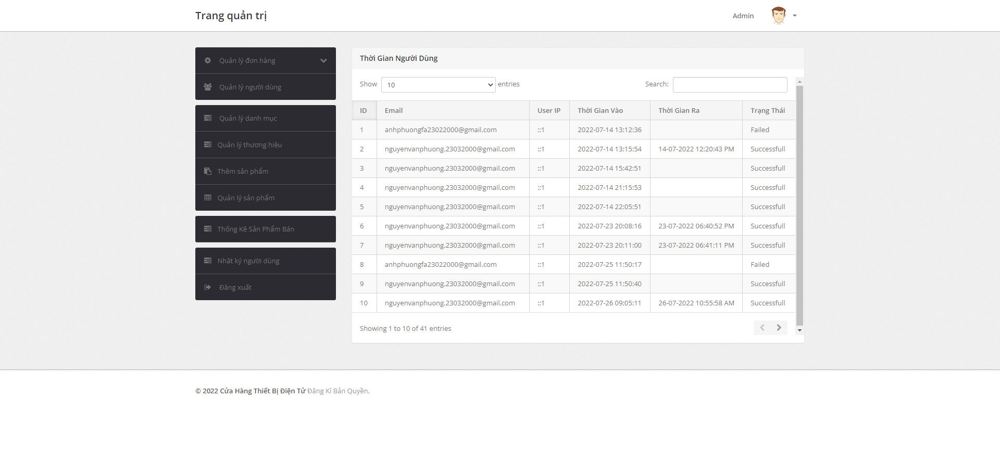 Trang quản trị
Admin
Quản lý đơn hàng
Quản lý người dùng
Quản lý danh mục
Quản lý thương hiệu
Thêm sản phẩm
Quản lý sản phẩm
Thống Kê Sản Phẩm Bán
Nhật ký người dùng
Đăng xuất
Thời Gian Người Dùng
Show 10 entries Search:
ID Email User IP Thời Gian Vào Thời Gian Ra Trạng Thái
1 anhphuongfa23022000@gmail.com ::1 2022-07-14 13:12:36 Failed
2 nguyenvanphuong.23032000@gmail.com ::1 2022-07-14 13:15:54 14-07-2022 12:20:43 PM Successfull
3 nguyenvanphuong.23032000@gmail.com ::1 2022-07-14 15:42:51 Successfull
4 nguyenvanphuong.23032000@gmail.com ::1 2022-07-14 21:15:53 Successfull
5 nguyenvanphuong.23032000@gmail.com ::1 2022-07-14 22:05:51 Successfull
6 nguyenvanphuong.23032000@gmail.com ::1 2022-07-23 20:08:16 23-07-2022 06:40:52 PM Successfull
7 nguyenvanphuong.23032000@gmail.com ::1 2022-07-23 20:11:00 23-07-2022 06:41:11 PM Successfull
8 anhphuongfa23022000@gmail.com ::1 2022-07-25 11:50:17 Failed
9 nguyenvanphuong.23032000@gmail.com ::1 2022-07-25 11:50:40 Successfull
10 nguyenvanphuong.23032000@gmail.com ::1 2022-07-26 09:05:11 26-07-2022 10:55:58 AM Successfull
Showing 1 to 10 of 41 entries
© 2022 Cửa Hàng Thiết Bị Điện Tử Đăng Kí Bản Quyền.